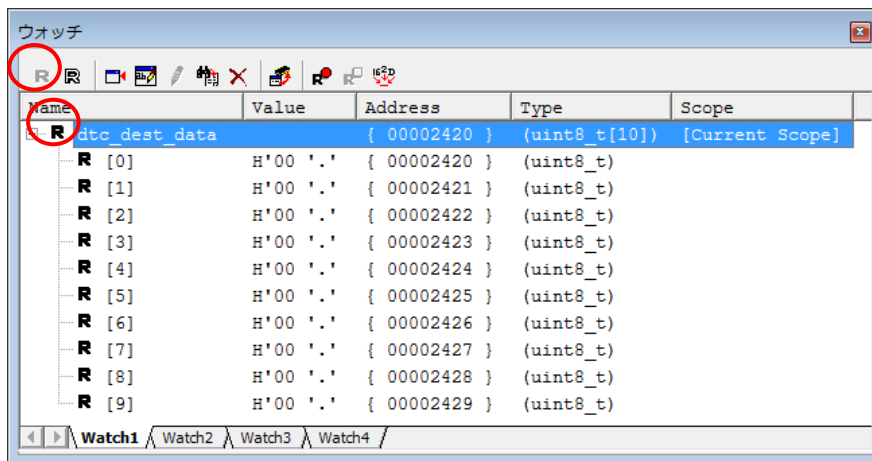 ウォッチ
R R R R 16 2 D
Name Value Address Type Scope
R dtc_dest_data { 00002420 } (uint8_t[10]) [Current Scope]
R [0] H'00 '.' { 00002420 } (uint8_t)
R [1] H'00 '.' { 00002421 } (uint8_t)
R [2] H'00 '.' { 00002422 } (uint8_t)
R [3] H'00 '.' { 00002423 } (uint8_t)
R [4] H'00 '.' { 00002424 } (uint8_t)
R [5] H'00 '.' { 00002425 } (uint8_t)
R [6] H'00 '.' { 00002426 } (uint8_t)
R [7] H'00 '.' { 00002427 } (uint8_t)
R [8] H'00 '.' { 00002428 } (uint8_t)
R [9] H'00 '.' { 00002429 } (uint8_t)
Watch1 Watch2 Watch3 Watch4